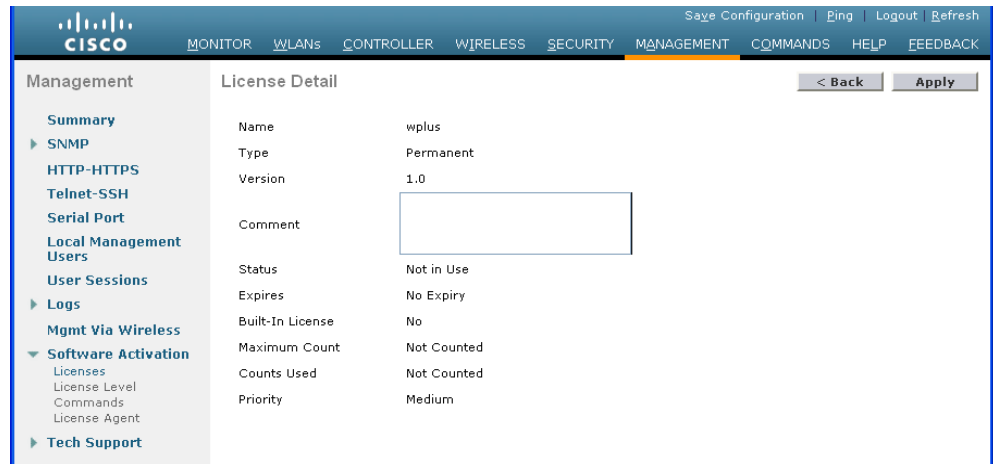 Save Configuration | Ping | Logout | Refresh
CISCO
MONITOR WLANs CONTROLLER WIRELESS SECURITY MANAGEMENT COMMANDS HELP FEEDBACK
Management
Summary
SNMP
HTTP-HTTPS
Telnet-SSH
Serial Port
Local Management
Users
User Sessions
Logs
Mgmt Via Wireless
Software Activation
Licenses
License Level
Commands
License Agent
Tech Support
License Detail
< Back
Apply
Name wplus
Type Permanent
Version 1.0
Comment
Status Not in Use
Expires No Expiry
Built-In License No
Maximum Count Not Counted
Counts Used Not Counted
Priority Medium